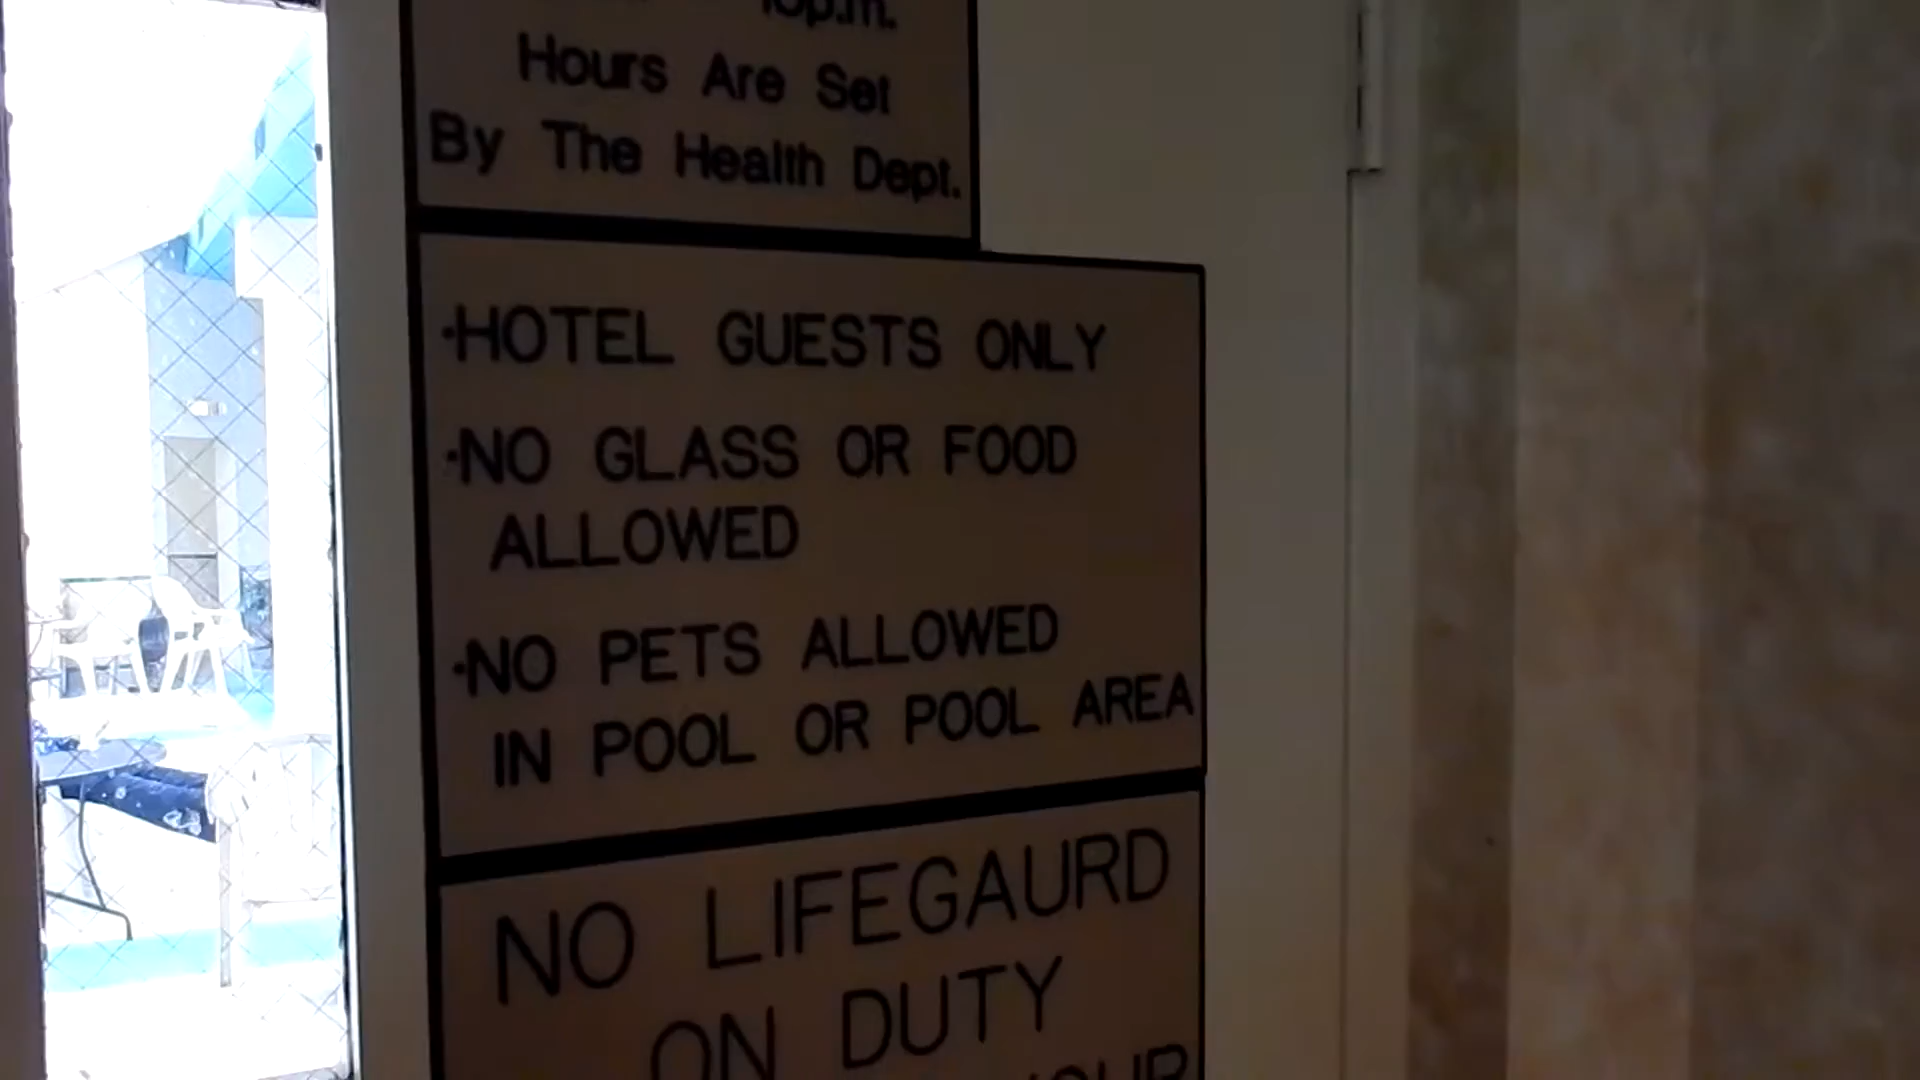 10p.m.
Hours Are Set
By The Health Dept.
·HOTEL GUESTS ONLY
·NO GLASS OR FOOD
ALLOWED
·NO PETS ALLOWED
IN POOL OR POOL AREA
NO LIFEGAURD
ON DUTY